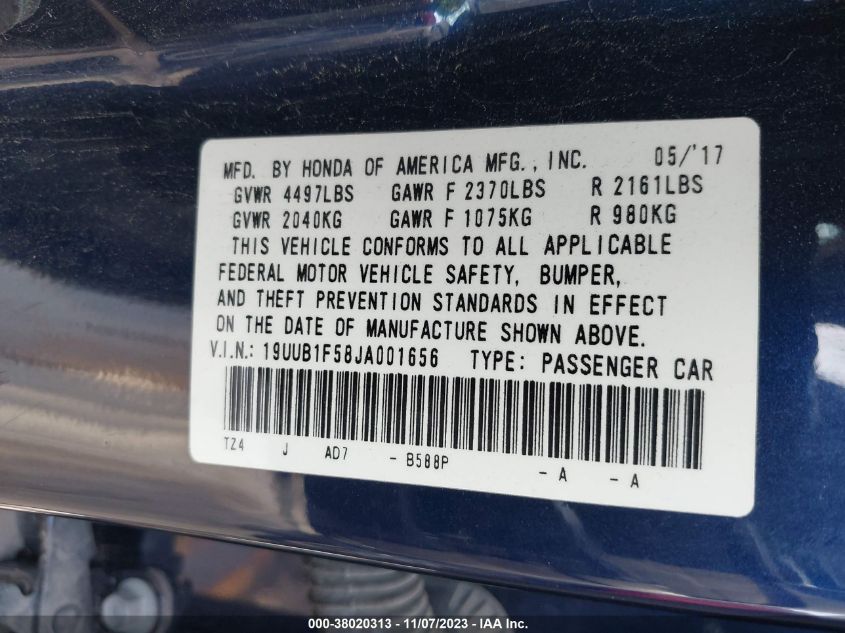 MFD. BY HONDA OF AMERICA MFG., INC. 05/'17
GVWR 4497LBS GAWR F 2370LBS R 2161LBS
GVWR 2040KG GAWR F 1075KG R 980KG
THIS VEHICLE CONFORMS TO ALL APPLICABLE
FEDERAL MOTOR VEHICLE SAFETY, BUMPER,
AND THEFT PREVENTION STANDARDS IN EFFECT
ON THE DATE OF MANUFACTURE SHOWN ABOVE.
V.I.N.: 19UUB1F58JA001656 TYPE: PASSENGER CAR
TZ4 J AD7 - B588P - A - A
000-38020313 - 11/07/2023 - IAAI Inc.